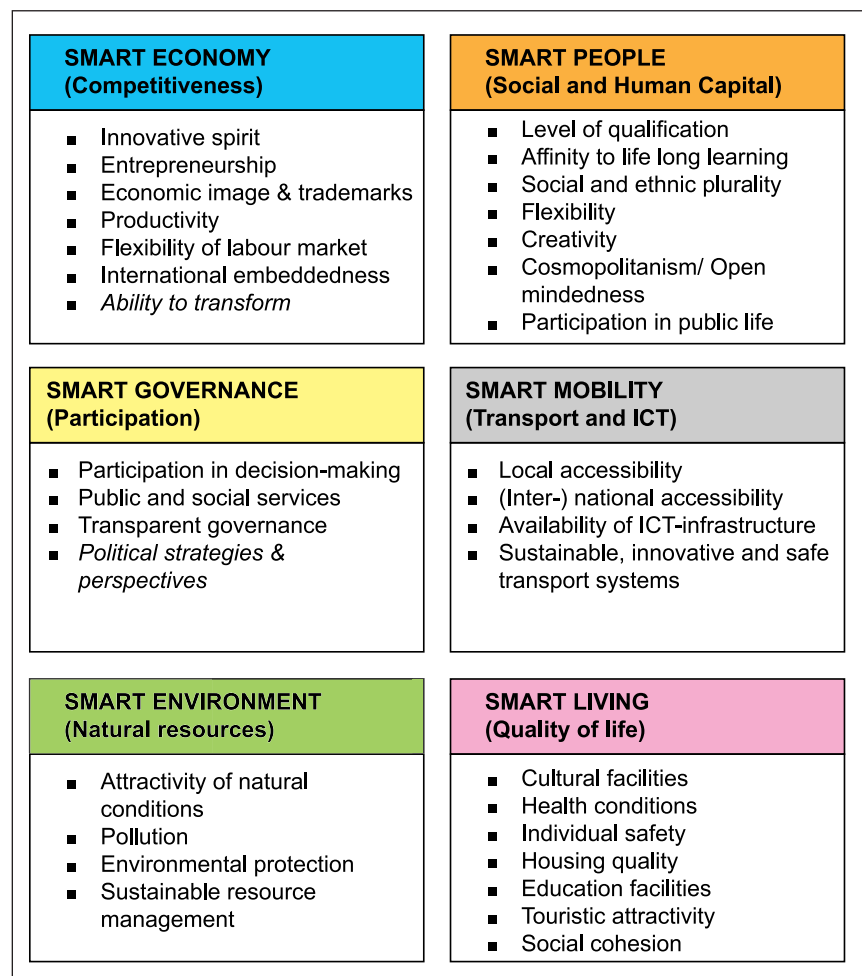 SMART ECONOMY
(Competitiveness)
▪ Innovative spirit
▪ Entrepreneurship
▪ Economic image & trademarks
▪ Productivity
▪ Flexibility of labour market
▪ International embeddedness
▪ Ability to transform
SMART PEOPLE
(Social and Human Capital)
▪ Level of qualification
▪ Affinity to life long learning
▪ Social and ethnic plurality
▪ Flexibility
▪ Creativity
▪ Cosmopolitanism/ Open
mindedness
▪ Participation in public life
SMART GOVERNANCE
(Participation)
▪ Participation in decision-making
▪ Public and social services
▪ Transparent governance
▪ Political strategies &
perspectives
SMART MOBILITY
(Transport and ICT)
▪ Local accessibility
▪ (Inter-) national accessibility
▪ Availability of ICT-infrastructure
▪ Sustainable, innovative and safe
transport systems
SMART ENVIRONMENT
(Natural resources)
▪ Attractivity of natural
conditions
▪ Pollution
▪ Environmental protection
▪ Sustainable resource
management
SMART LIVING
(Quality of life)
▪ Cultural facilities
▪ Health conditions
▪ Individual safety
▪ Housing quality
▪ Education facilities
▪ Touristic attractivity
▪ Social cohesion